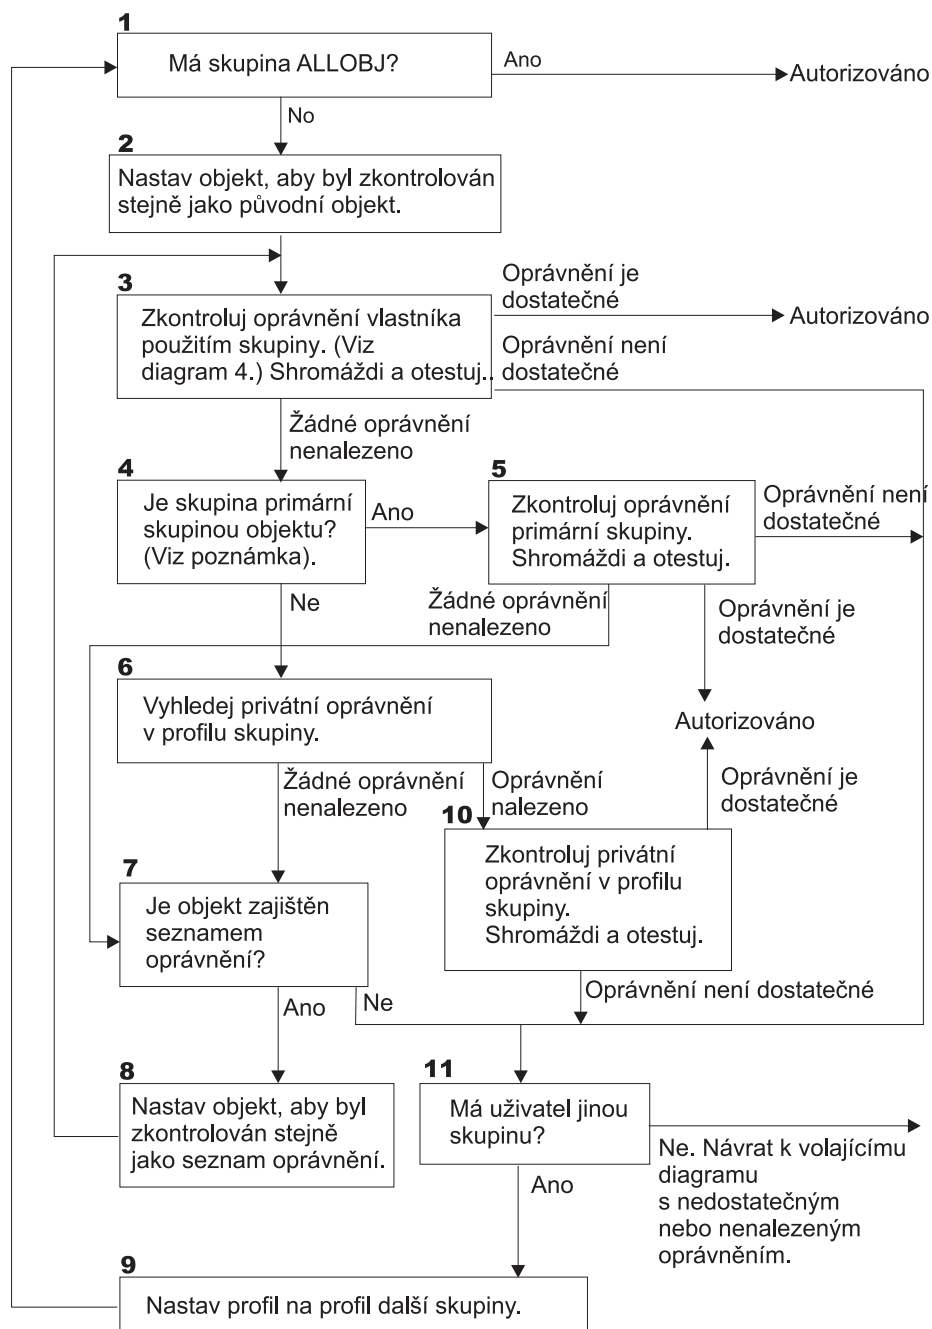 1
Má skupina ALLOBJ?
Ano
Autorizováno
No
2
Nastav objekt, aby byl zkontrolován
stejně jako původní objekt.
3
Zkontroluj oprávnění vlastníka
použitím skupiny. (Viz
diagram 4.) Shromáždi a otestuj..
Oprávnění je
dostatečné
Autorizováno
Oprávnění není
dostatečné
Žádné oprávnění
nenalezeno
4
Je skupina primární
skupinou objektu?
(Viz poznámka).
Ano
5
Zkontroluj oprávnění
primární skupiny.
Shromáždi a otestuj.
Oprávnění není
dostatečné
Ne
Žádné oprávnění
nenalezeno
Oprávnění je
dostatečné
6
Vyhledej privátní oprávnění
v profilu skupiny.
Autorizováno
Žádné oprávnění
nenalezeno
Oprávnění
nalezeno
Oprávnění je
dostatečné
10
Zkontroluj privátní
oprávnění v profilu
skupiny.
Shromáždi a otestuj.
7
Je objekt zajištěn
seznamem
oprávnění?
Oprávnění není dostatečné
Ano
Ne
8
Nastav objekt, aby byl
zkontrolován stejně
jako seznam oprávnění.
11
Má uživatel jinou
skupinu?
Ne. Návrat k volajícímu
diagramu
s nedostatečným
nebo nenalezeným
oprávněním.
Ano
9
Nastav profil na profil další skupiny.